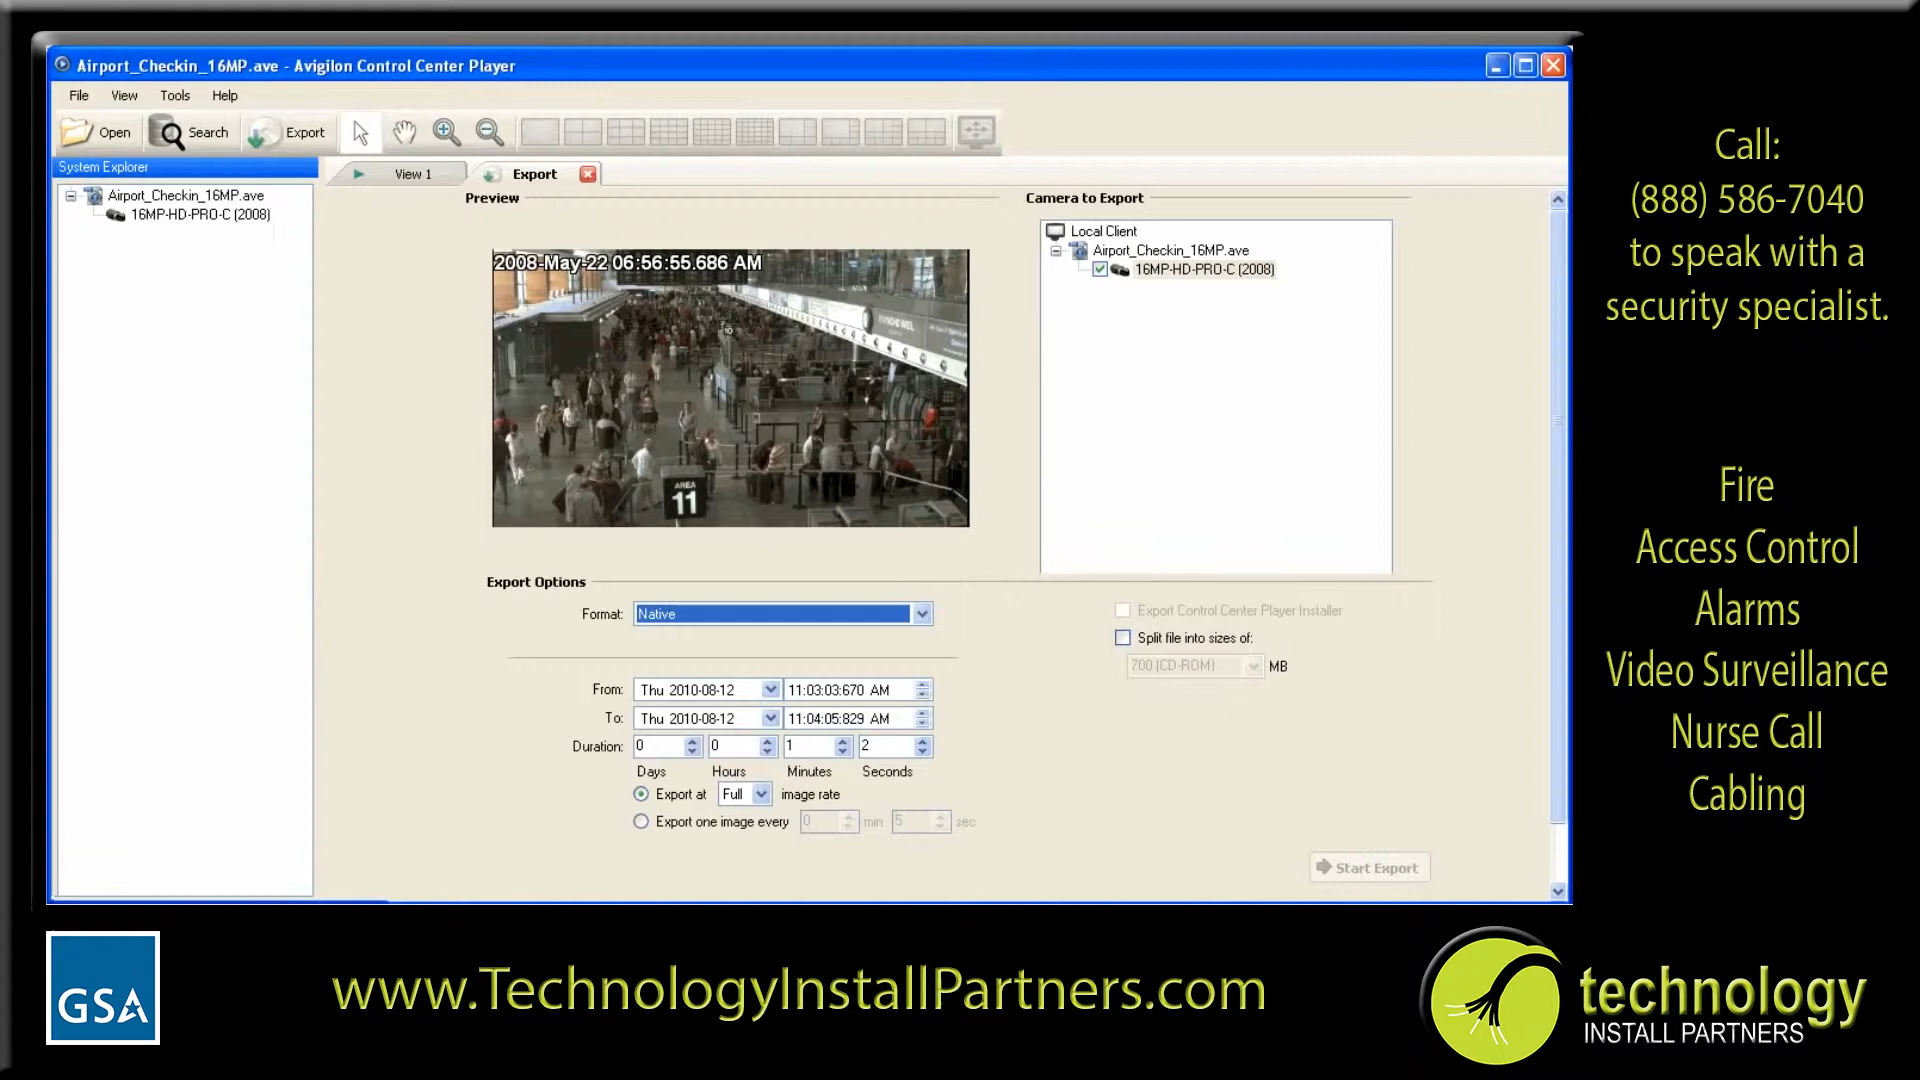 Airport_Checkin_16MP.ave - Avigilon Control Center Player
File View Tools Help
Open Search Export
System Explorer
Airport_Checkin_16MP.ave
16MP-HD-PRO-C (2008)
View 1 Export
Preview
2008-May-22 06:56:55.686 AM
AREA
11
Camera to Export
Local Client
Airport_Checkin_16MP.ave
16MP-HD-PRO-C (2008)
Export Options
Format: Native
From: Thu 2010-08-12 11:03:03:670 AM
To: Thu 2010-08-12 11:04:05:829 AM
Duration: 0 0 1 2
Days Hours Minutes Seconds
Export at Full image rate
Export one image every 0 min 5 sec
Export Control Center Player Installer
Split file into sizes of:
700 (CD-ROM) MB
Start Export
Call:
(888) 586-7040
to speak with a
security specialist.
Fire
Access Control
Alarms
Video Surveillance
Nurse Call
Cabling
GSA
www.TechnologyInstallPartners.com
technology
INSTALL PARTNERS